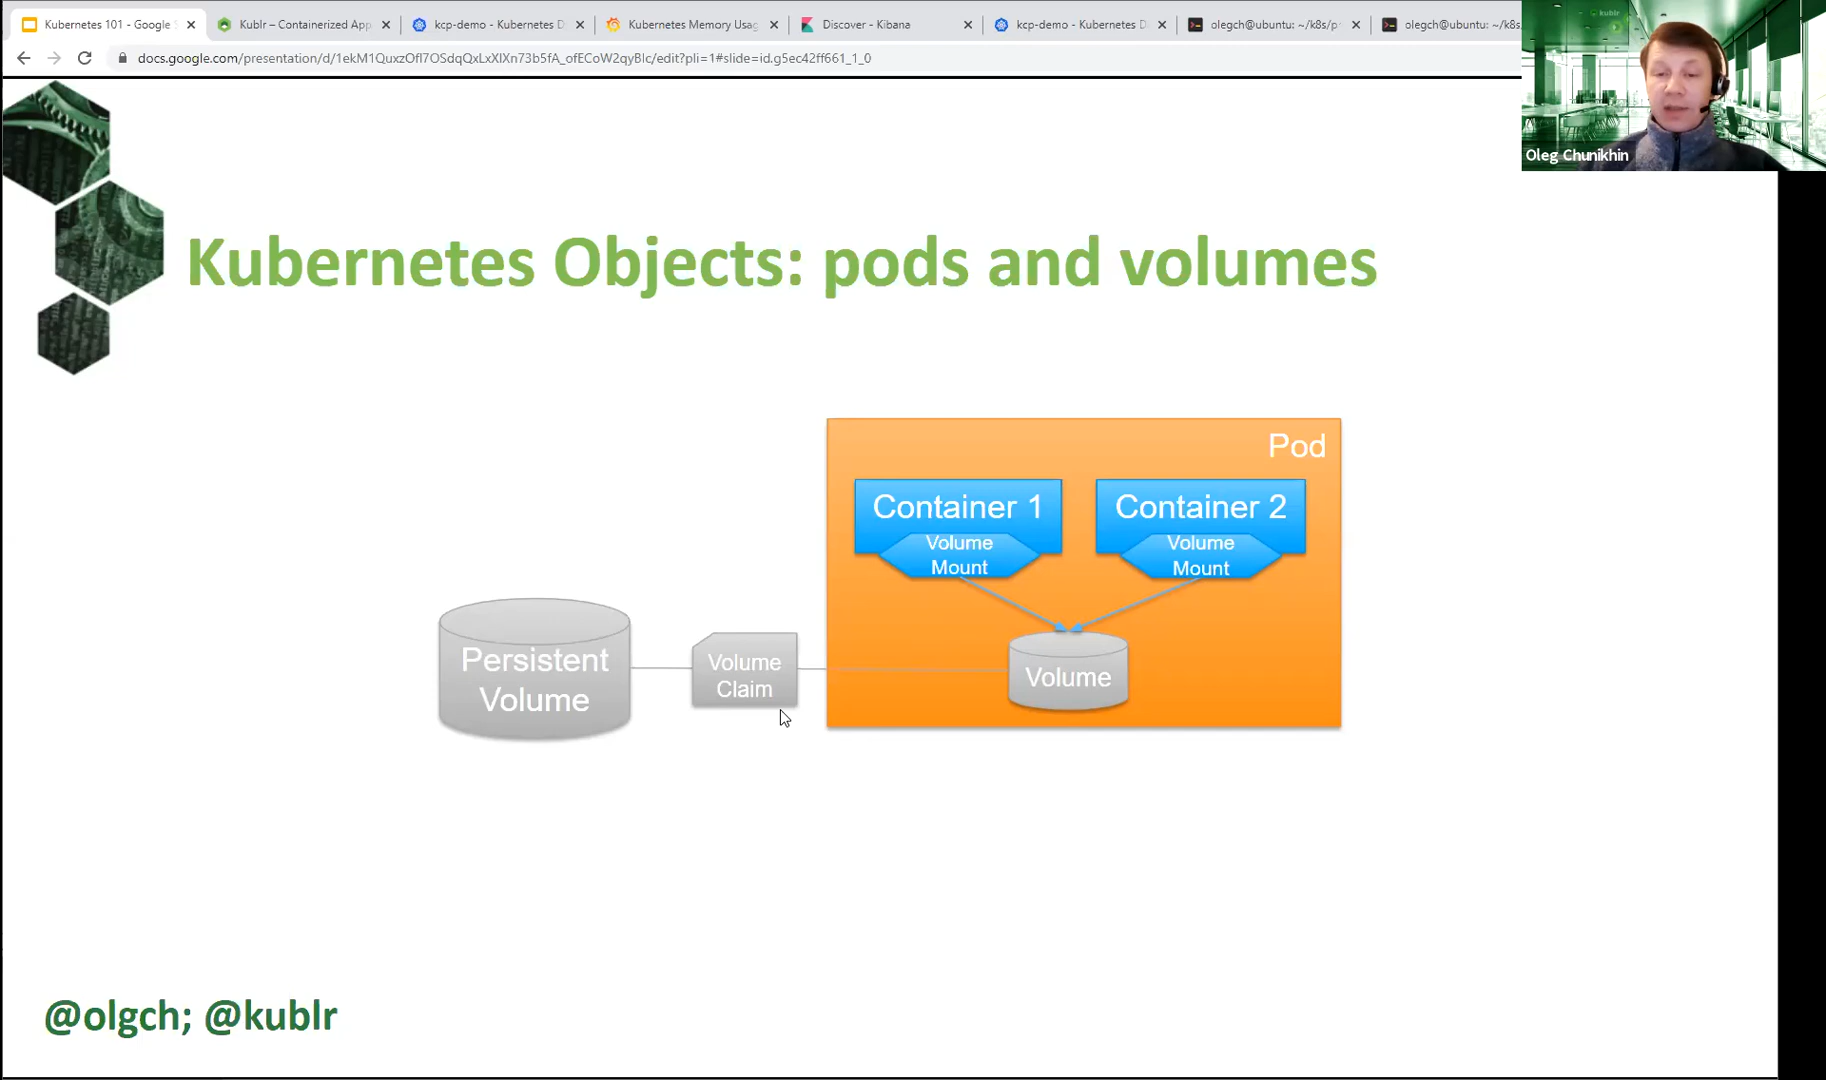 Kubernetes 101 - Google S
Kublr – Containerized App
kcp-demo - Kubernetes D
Kubernetes Memory Usag
Discover - Kibana
kcp-demo - Kubernetes D
olegch@ubuntu: ~/k8s/p
olegch@ubuntu: ~/k8s
docs.google.com/presentation/d/1ekM1QuxzOfl7OSdqQxLxXlXn73b5fA_ofECoW2qyBlc/edit?pli=1#slide=id.g5ec42ff661_1_0
kublr
Oleg Chunikhin
Kubernetes Objects: pods and volumes
Pod
Container 1
Volume
Mount
Container 2
Volume
Mount
Persistent
Volume
Volume
Claim
Volume
@olgch; @kublr